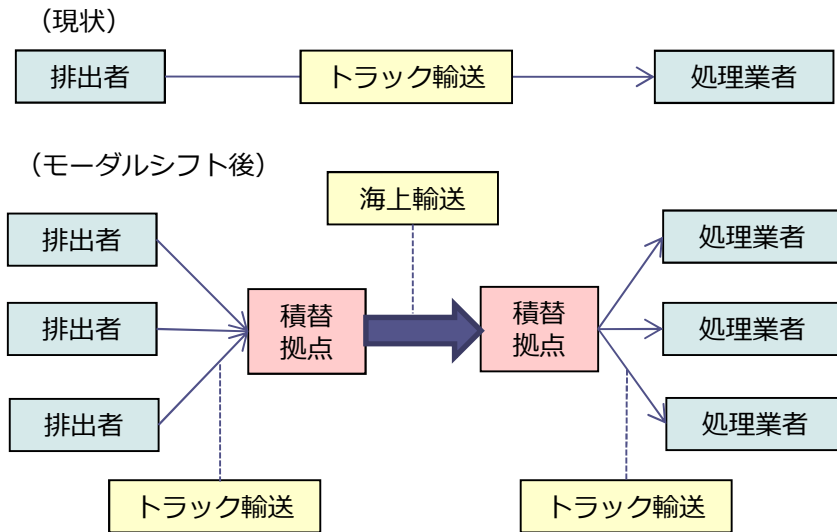 （現状）
排出者
トラック輸送
処理業者
（モーダルシフト後）
海上輸送
排出者
処理業者
排出者
積替
拠点
積替
拠点
処理業者
排出者
処理業者
トラック輸送
トラック輸送